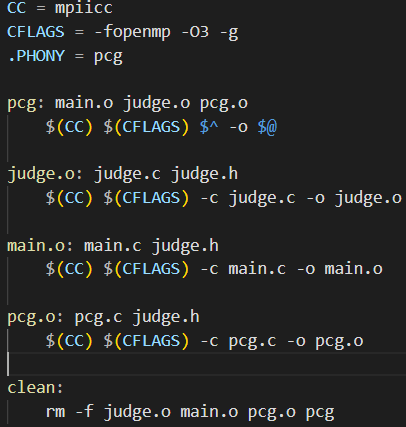 CC = mpiicc
CFLAGS = -fopenmp -O3 -g
.PHONY = pcg
pcg: main.o judge.o pcg.o
$(CC) $(CFLAGS) $^ -o $@
judge.o: judge.c judge.h
$(CC) $(CFLAGS) -c judge.c -o judge.o
main.o: main.c judge.h
$(CC) $(CFLAGS) -c main.c -o main.o
pcg.o: pcg.c judge.h
$(CC) $(CFLAGS) -c pcg.c -o pcg.o
clean:
rm -f judge.o main.o pcg.o pcg